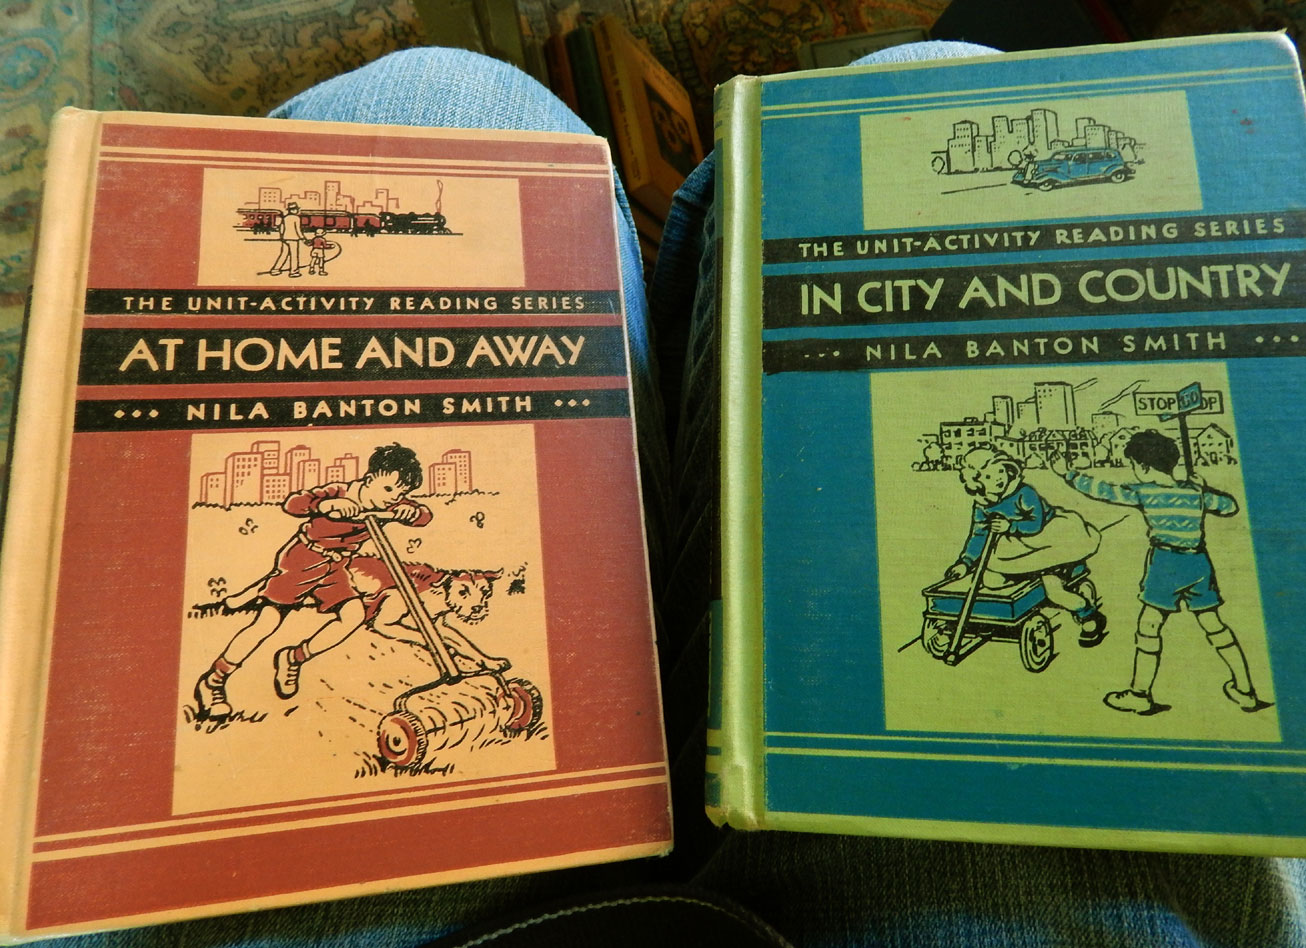 THE UNIT-ACTIVITY READING SERIES
AT HOME AND AWAY
••• NILA BANTON SMITH •••
THE UNIT-ACTIVITY READING SERIES
IN CITY AND COUNTRY
••• NILA BANTON SMITH •••
STOP GO